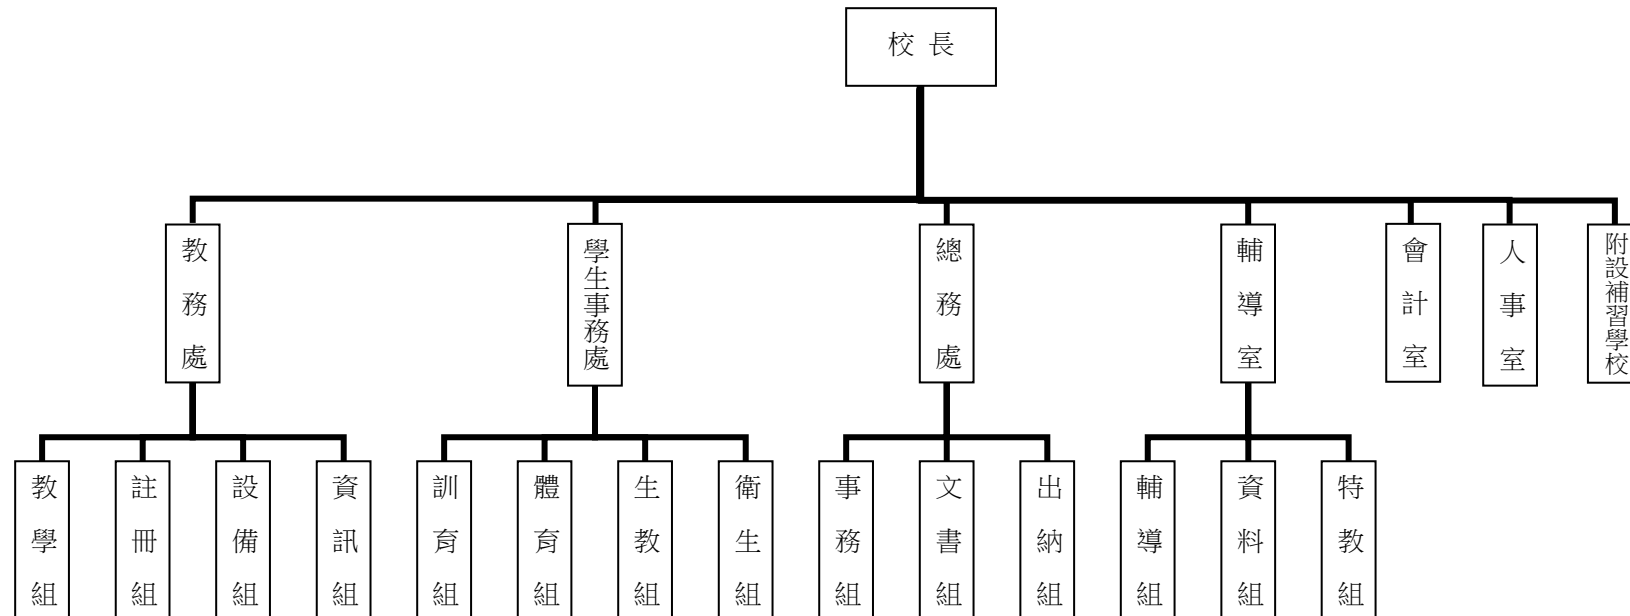 校長
教務處
學生事務處
總務處
輔導室
會計室
人事室
附設補習學校
教學組
註冊組
設備組
資訊組
訓育組
體育組
生教組
衛生組
事務組
文書組
出納組
輔導組
資料組
特教組